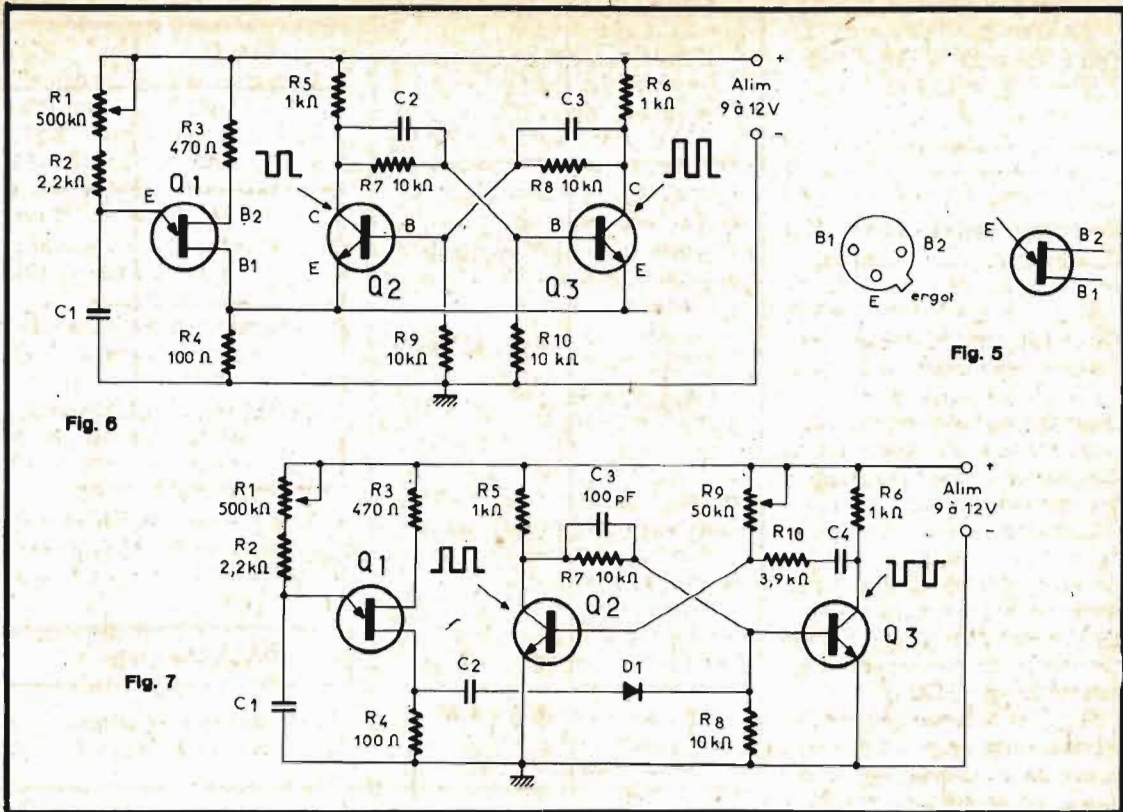 R1
500kΩ
R2
2,2kΩ
R3
470 Ω
Q1
E
B2
B1
C1
R4
100 Ω
R5
1kΩ
C2
R7 10kΩ
C
B
E
Q2
R9
10kΩ
C3
R8 10kΩ
R6
1kΩ
C
B
E
Q3
R10
10 kΩ
+
Alim.
9 à 12V
-
Fig. 6
B1
B2
E
ergot
E
B2
B1
Fig. 5
R1
500kΩ
R2
2,2kΩ
R3
470Ω
Q1
C1
R4
100Ω
C2
R5
1kΩ
C3
100 pF
R7 10kΩ
Q2
D1
R9
50kΩ
R10
3,9kΩ
C4
R6
1kΩ
Q3
R8
10kΩ
+
Alim
9 à 12V
-
Fig. 7